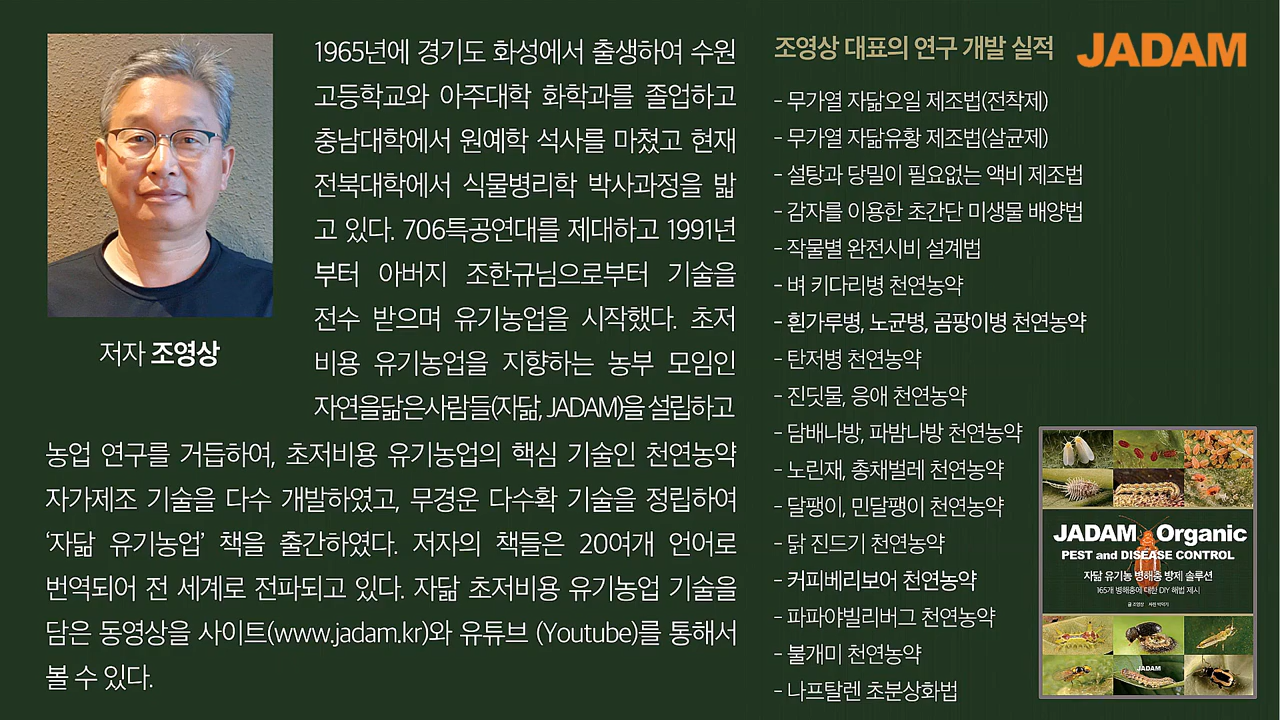 1965년에 경기도 화성에서 출생하여 수원
고등학교와 아주대학 화학과를 졸업하고
충남대학에서 원예학 석사를 마쳤고 현재
전북대학에서 식물병리학 박사과정을 밟
고 있다. 706특공연대를 제대하고 1991년
부터 아버지 조한규님으로부터 기술을
전수 받으며 유기농업을 시작했다. 초저
비용 유기농업을 지향하는 농부 모임인
자연을닮은사람들(자닮, JADAM)을 설립하고
농업 연구를 거듭하여, 초저비용 유기농업의 핵심 기술인 천연농약
자가제조 기술을 다수 개발하였고, 무경운 다수확 기술을 정립하여
‘자닮 유기농업’ 책을 출간하였다. 저자의 책들은 20여개 언어로
번역되어 전 세계로 전파되고 있다. 자닮 초저비용 유기농업 기술을
담은 동영상을 사이트(www.jadam.kr)와 유튜브 (Youtube)를 통해서
볼 수 있다.
저자 조영상
조영상 대표의 연구 개발 실적
JADAM
- 무가열 자닮오일 제조법(전착제)
- 무가열 자닮유황 제조법(살균제)
- 설탕과 당밀이 필요없는 액비 제조법
- 감자를 이용한 초간단 미생물 배양법
- 작물별 완전시비 설계법
- 벼 키다리병 천연농약
- 흰가루병, 노균병, 곰팡이병 천연농약
- 탄저병 천연농약
- 진딧물, 응애 천연농약
- 담배나방, 파밤나방 천연농약
- 노린재, 총채벌레 천연농약
- 달팽이, 민달팽이 천연농약
- 닭 진드기 천연농약
- 커피베리보어 천연농약
- 파파야빌리버그 천연농약
- 불개미 천연농약
- 나프탈렌 초분상화법
JADAM Organic
PEST and DISEASE CONTROL
자닮 유기농 병해충 방제 솔루션
165개 병해충에 대한 DIY 해법 제시
글 조영상
JADAM